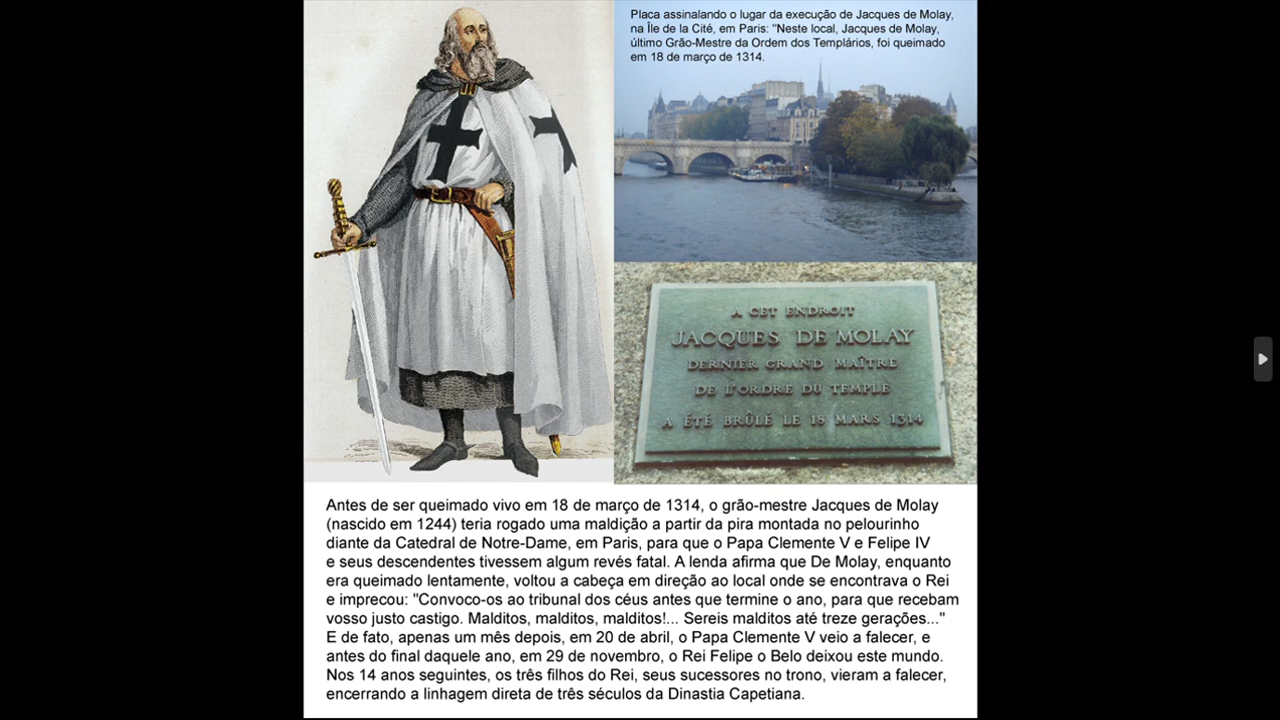 Placa assinalando o lugar da execução de Jacques de Molay,
na Île de la Cité, em Paris: "Neste local, Jacques de Molay,
último Grão-Mestre da Ordem dos Templários, foi queimado
em 18 de março de 1314.
A CET ENDROIT
JACQUES DE MOLAY
DERNIER GRAND MAÎTRE
DE L'ORDRE DU TEMPLE
A ÉTÉ BRÛLÉ LE 18 MARS 1314
Antes de ser queimado vivo em 18 de março de 1314, o grão-mestre Jacques de Molay
(nascido em 1244) teria rogado uma maldição a partir da pira montada no pelourinho
diante da Catedral de Notre-Dame, em Paris, para que o Papa Clemente V e Felipe IV
e seus descendentes tivessem algum revés fatal. A lenda afirma que De Molay, enquanto
era queimado lentamente, voltou a cabeça em direção ao local onde se encontrava o Rei
e imprecou: "Convoco-os ao tribunal dos céus antes que termine o ano, para que recebam
vosso justo castigo. Malditos, malditos, malditos!... Sereis malditos até treze gerações..."
E de fato, apenas um mês depois, em 20 de abril, o Papa Clemente V veio a falecer, e
antes do final daquele ano, em 29 de novembro, o Rei Felipe o Belo deixou este mundo.
Nos 14 anos seguintes, os três filhos do Rei, seus sucessores no trono, vieram a falecer,
encerrando a linhagem direta de três séculos da Dinastia Capetiana.